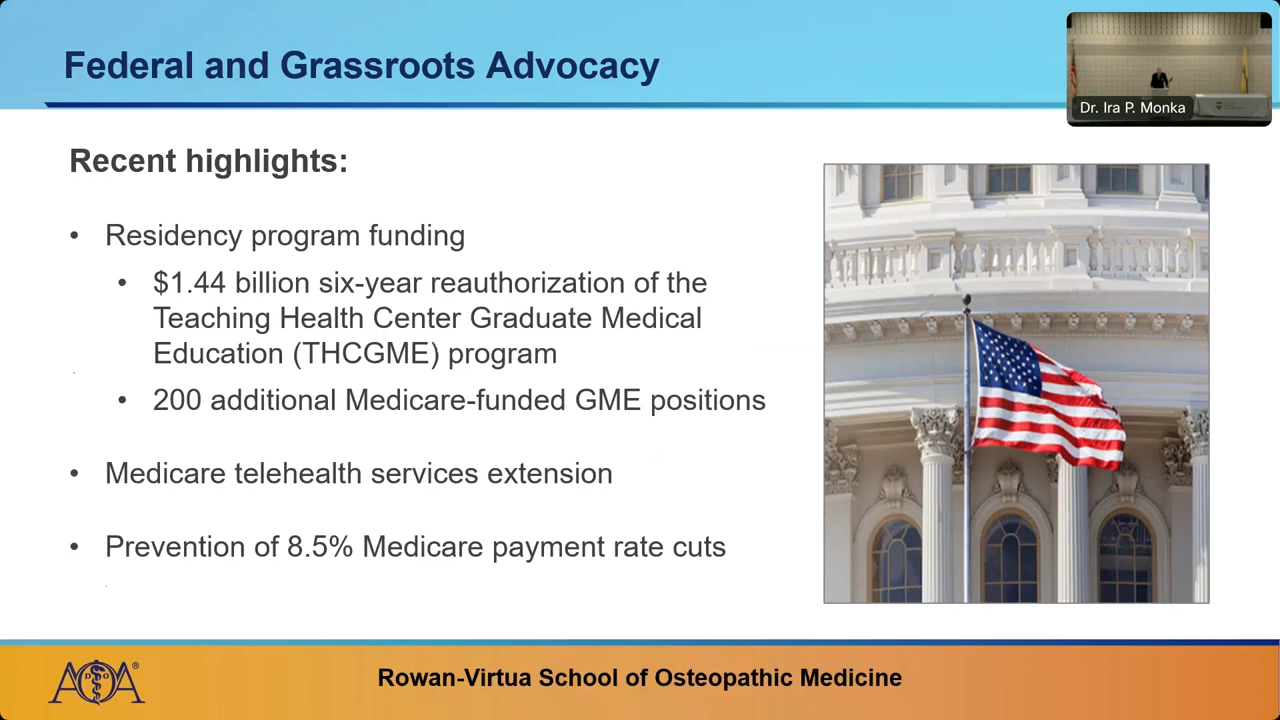 Federal and Grassroots Advocacy
Dr. Ira P. Monka
Recent highlights:
• Residency program funding
• $1.44 billion six-year reauthorization of the
Teaching Health Center Graduate Medical
Education (THCGME) program
• 200 additional Medicare-funded GME positions
• Medicare telehealth services extension
• Prevention of 8.5% Medicare payment rate cuts
AOA®
D O
Rowan-Virtua School of Osteopathic Medicine